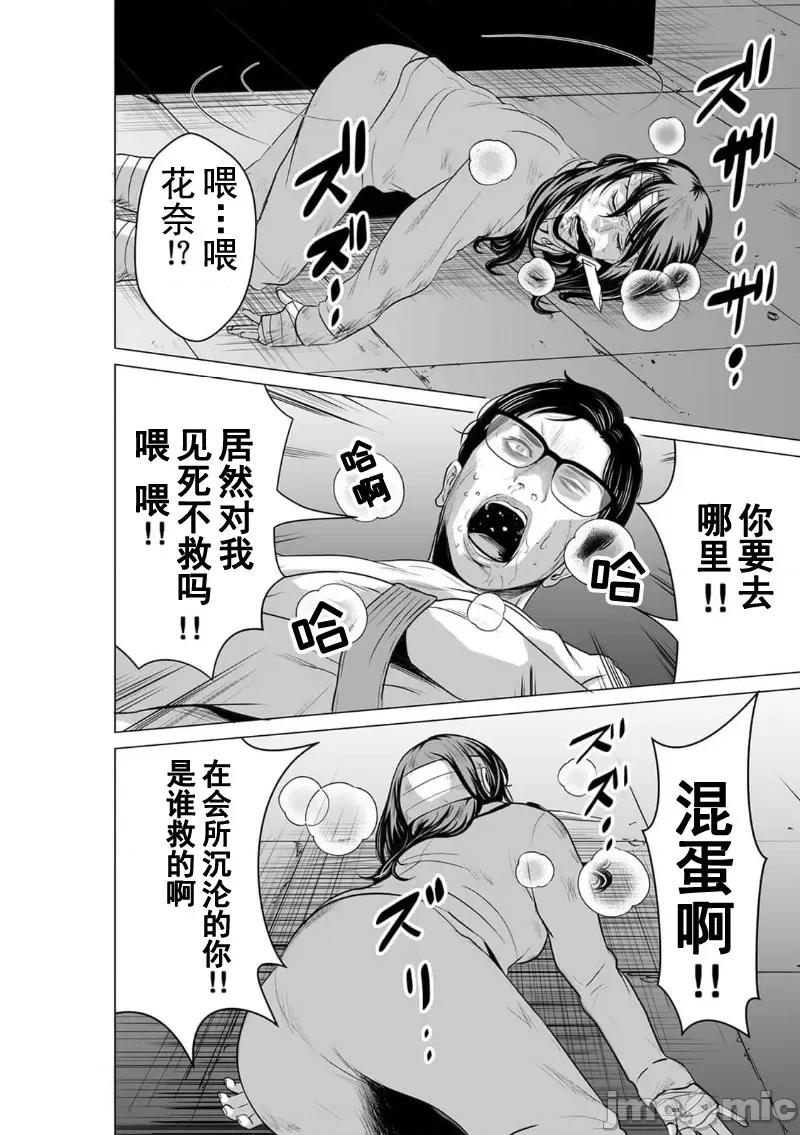 ズザ…
ズズ…
喂…喂
花奈!?
你要去
哪里!!
哈啊
哈
哈
居然对我
见死不救吗!!
喂 喂!!
混蛋啊!!
ズズ…
ズ…
在会所沉沦的你!!
是谁救的啊
jmcomic